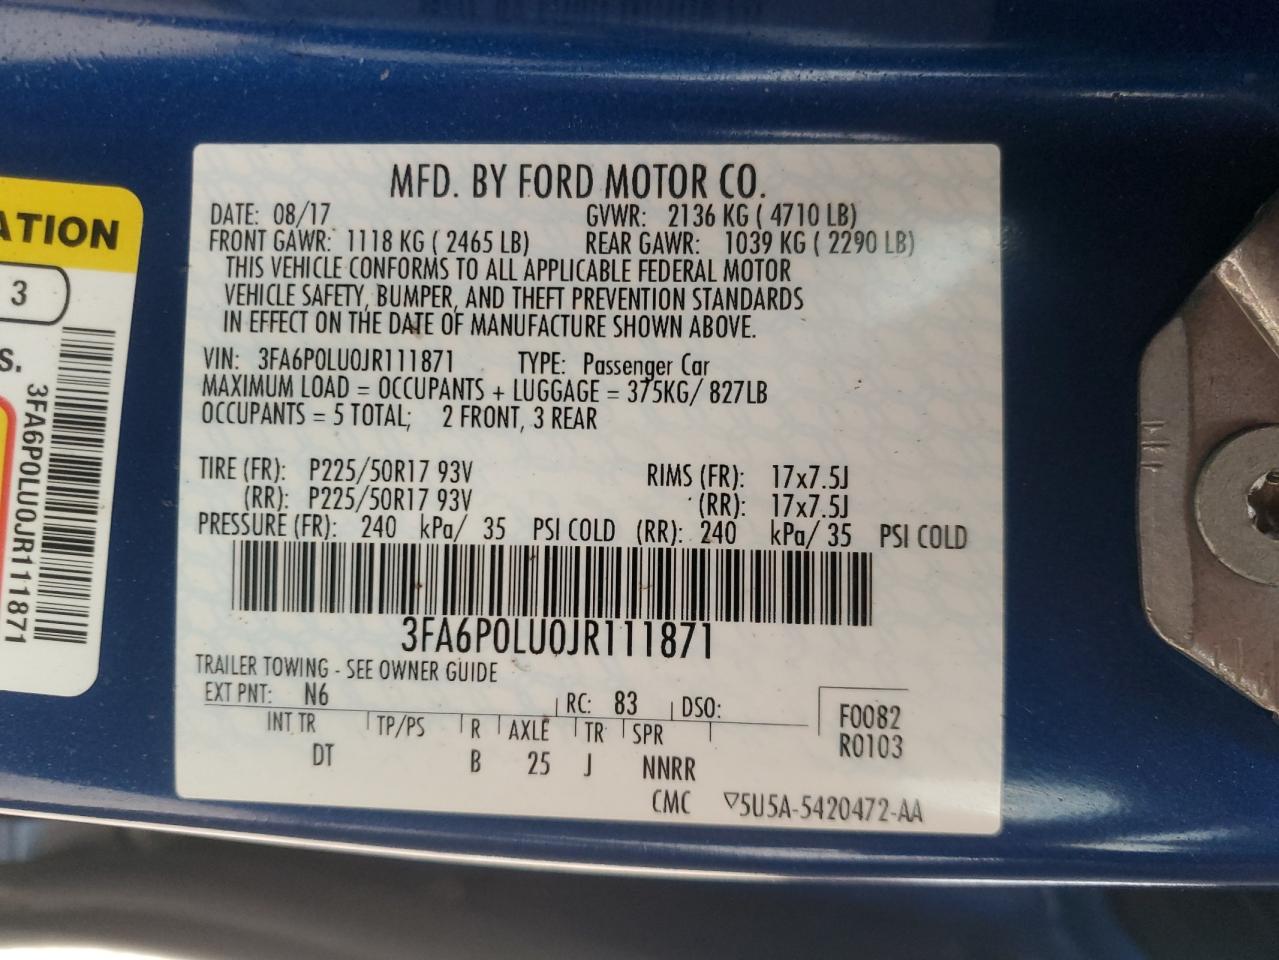 MFD. BY FORD MOTOR CO.
DATE: 08/17 GVWR: 2136 KG ( 4710 LB)
FRONT GAWR: 1118 KG ( 2465 LB) REAR GAWR: 1039 KG ( 2290 LB)
THIS VEHICLE CONFORMS TO ALL APPLICABLE FEDERAL MOTOR
VEHICLE SAFETY, BUMPER, AND THEFT PREVENTION STANDARDS
IN EFFECT ON THE DATE OF MANUFACTURE SHOWN ABOVE.
VIN: 3FA6P0LU0JR111871 TYPE: Passenger Car
MAXIMUM LOAD = OCCUPANTS + LUGGAGE = 375KG/ 827LB
OCCUPANTS = 5 TOTAL; 2 FRONT, 3 REAR
TIRE (FR): P225/50R17 93V RIMS (FR): 17x7.5J
(RR): P225/50R17 93V (RR): 17x7.5J
PRESSURE (FR): 240 kPa/ 35 PSI COLD (RR): 240 kPa/ 35 PSI COLD
3FA6P0LU0JR111871
TRAILER TOWING - SEE OWNER GUIDE
EXT PNT: N6 RC: 83 DSO:
INT TR TP/PS R AXLE TR SPR
DT B 25 J NNRR
CMC
F0082
R0103
▽5U5A-5420472-AA
ATION
3
S.
3FA6P0LU0JR111871